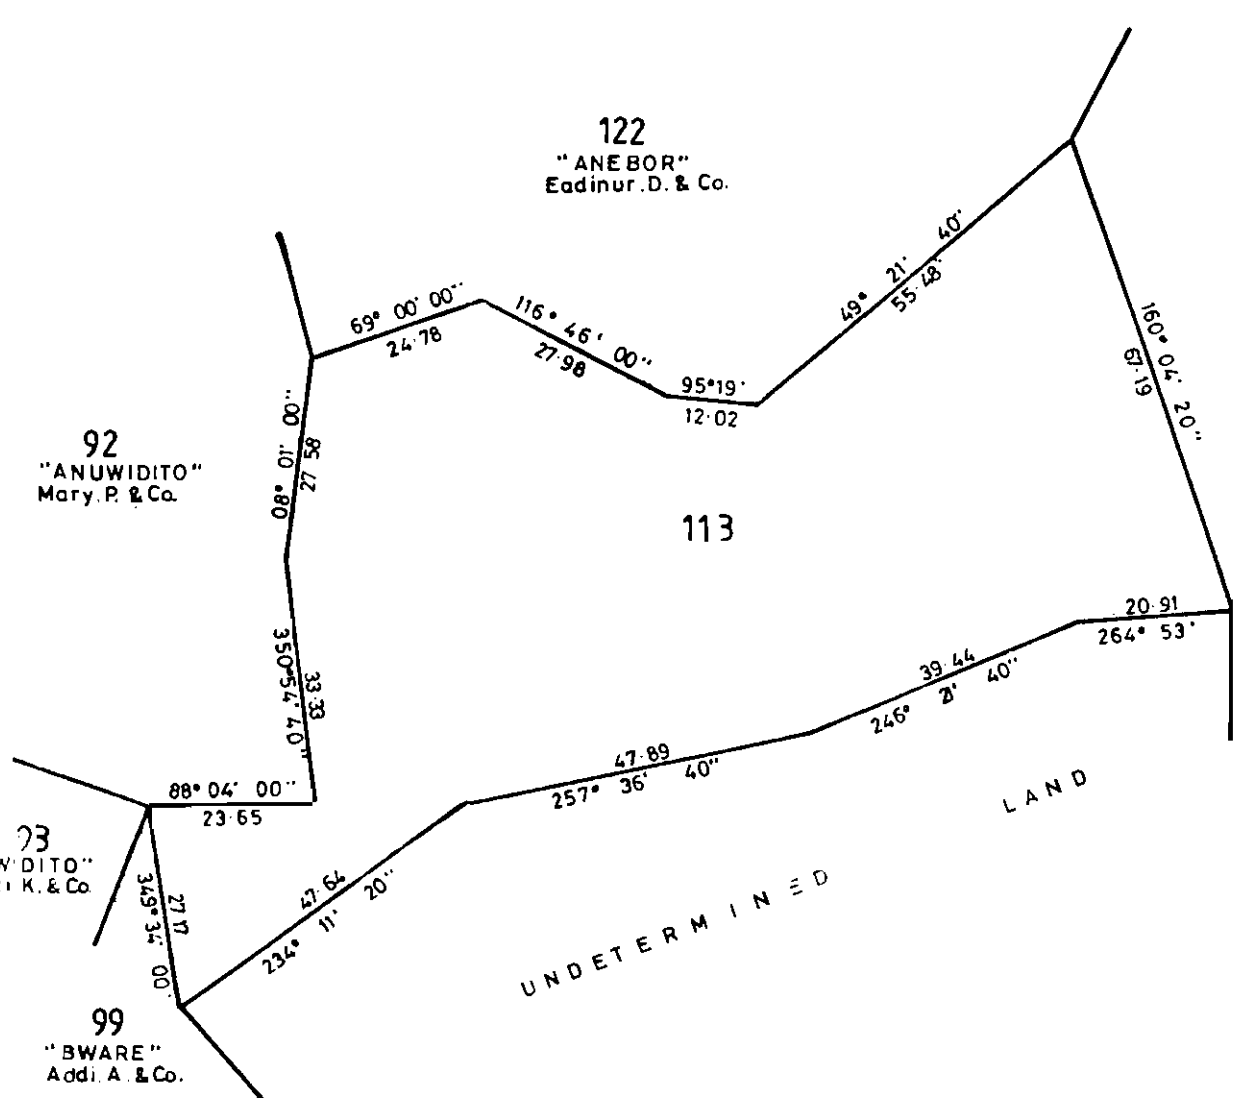 122
"ANEBOR"
Eadinur.D. & Co.
69° 00' 00"
24·78
116° 46' 00"
27·98
95°19'
12·02
49° 21' 40"
55·48
160° 04' 20"
67·19
92
"ANUWIDITO"
Mary.P. & Co.
08° 01' 00"
27 58
113
350°54' 40"
33·33
20·91
264° 53'
39·44
246° 21' 40"
47·89
257° 36' 40"
88° 04' 00"
23·65
93
DITO"
K. & Co.
349° 34' 00'
27·17
47·64
234° 11' 20"
UNDETERMINED LAND
99
"BWARE"
Addi. A. & Co.